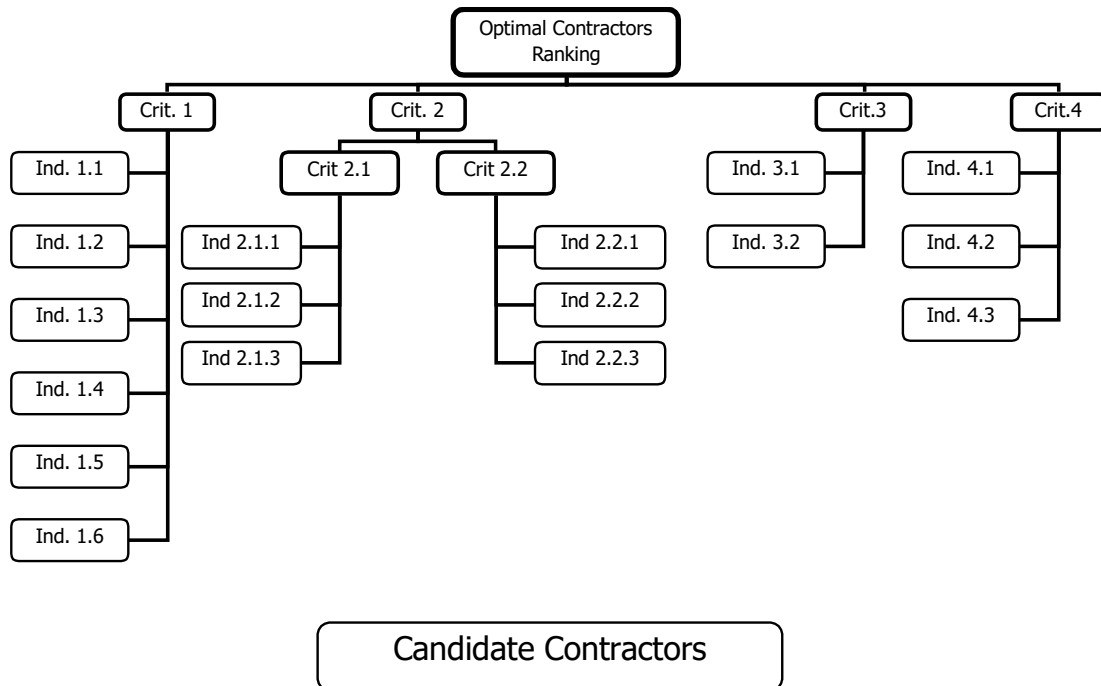 Optimal Contractors
Ranking
Crit. 1
Crit. 2
Crit.3
Crit.4
Ind. 1.1
Crit 2.1
Crit 2.2
Ind. 3.1
Ind. 4.1
Ind. 1.2
Ind 2.1.1
Ind 2.2.1
Ind. 3.2
Ind. 4.2
Ind 2.1.2
Ind 2.2.2
Ind. 1.3
Ind. 4.3
Ind 2.1.3
Ind 2.2.3
Ind. 1.4
Ind. 1.5
Ind. 1.6
Candidate Contractors